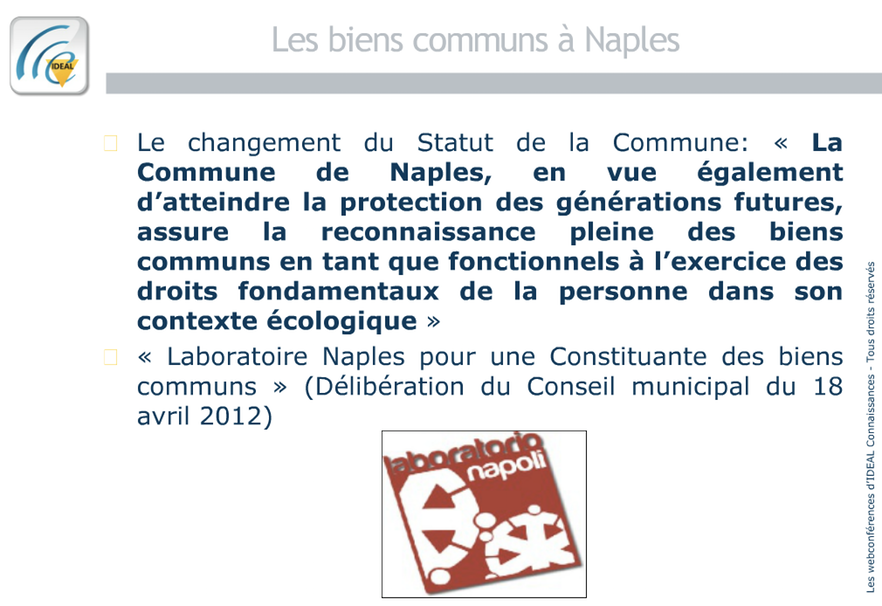 Les biens communs à Naples
IDEAL
Le changement du Statut de la Commune: « La
Commune de Naples, en vue également
d’atteindre la protection des générations futures,
assure la reconnaissance pleine des biens
communs en tant que fonctionnels à l’exercice des
droits fondamentaux de la personne dans son
contexte écologique »
« Laboratoire Naples pour une Constituante des biens
communs » (Délibération du Conseil municipal du 18
avril 2012)
laboratorio
napoli
Les webconférences d’IDEAL Connaissances - Tous droits réservés